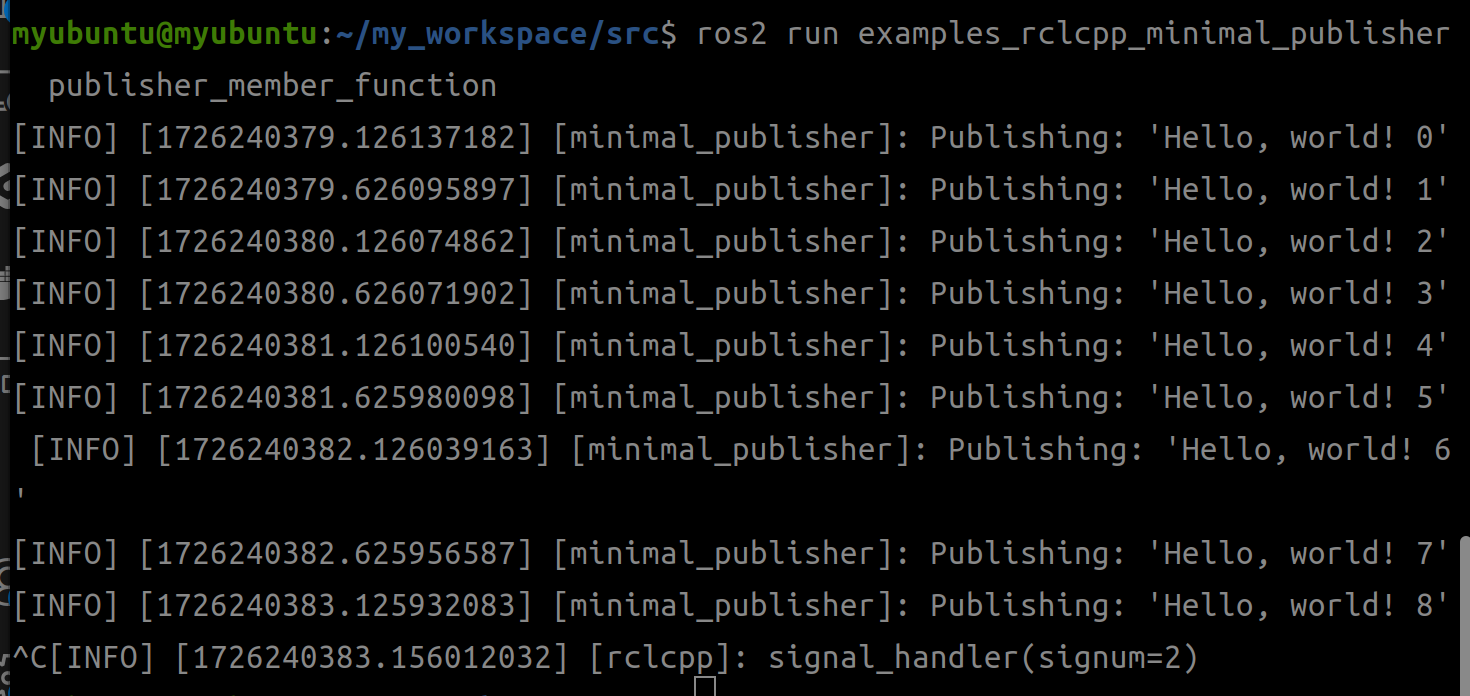 myubuntu@myubuntu:~/my_workspace/src$ ros2 run examples_rclcpp_minimal_publisher
publisher_member_function
[INFO] [1726240379.126137182] [minimal_publisher]: Publishing: 'Hello, world! 0'
[INFO] [1726240379.626095897] [minimal_publisher]: Publishing: 'Hello, world! 1'
[INFO] [1726240380.126074862] [minimal_publisher]: Publishing: 'Hello, world! 2'
[INFO] [1726240380.626071902] [minimal_publisher]: Publishing: 'Hello, world! 3'
[INFO] [1726240381.126100540] [minimal_publisher]: Publishing: 'Hello, world! 4'
[INFO] [1726240381.625980098] [minimal_publisher]: Publishing: 'Hello, world! 5'
[INFO] [1726240382.126039163] [minimal_publisher]: Publishing: 'Hello, world! 6
'
[INFO] [1726240382.625956587] [minimal_publisher]: Publishing: 'Hello, world! 7'
[INFO] [1726240383.125932083] [minimal_publisher]: Publishing: 'Hello, world! 8'
^C[INFO] [1726240383.156012032] [rclcpp]: signal_handler(signum=2)